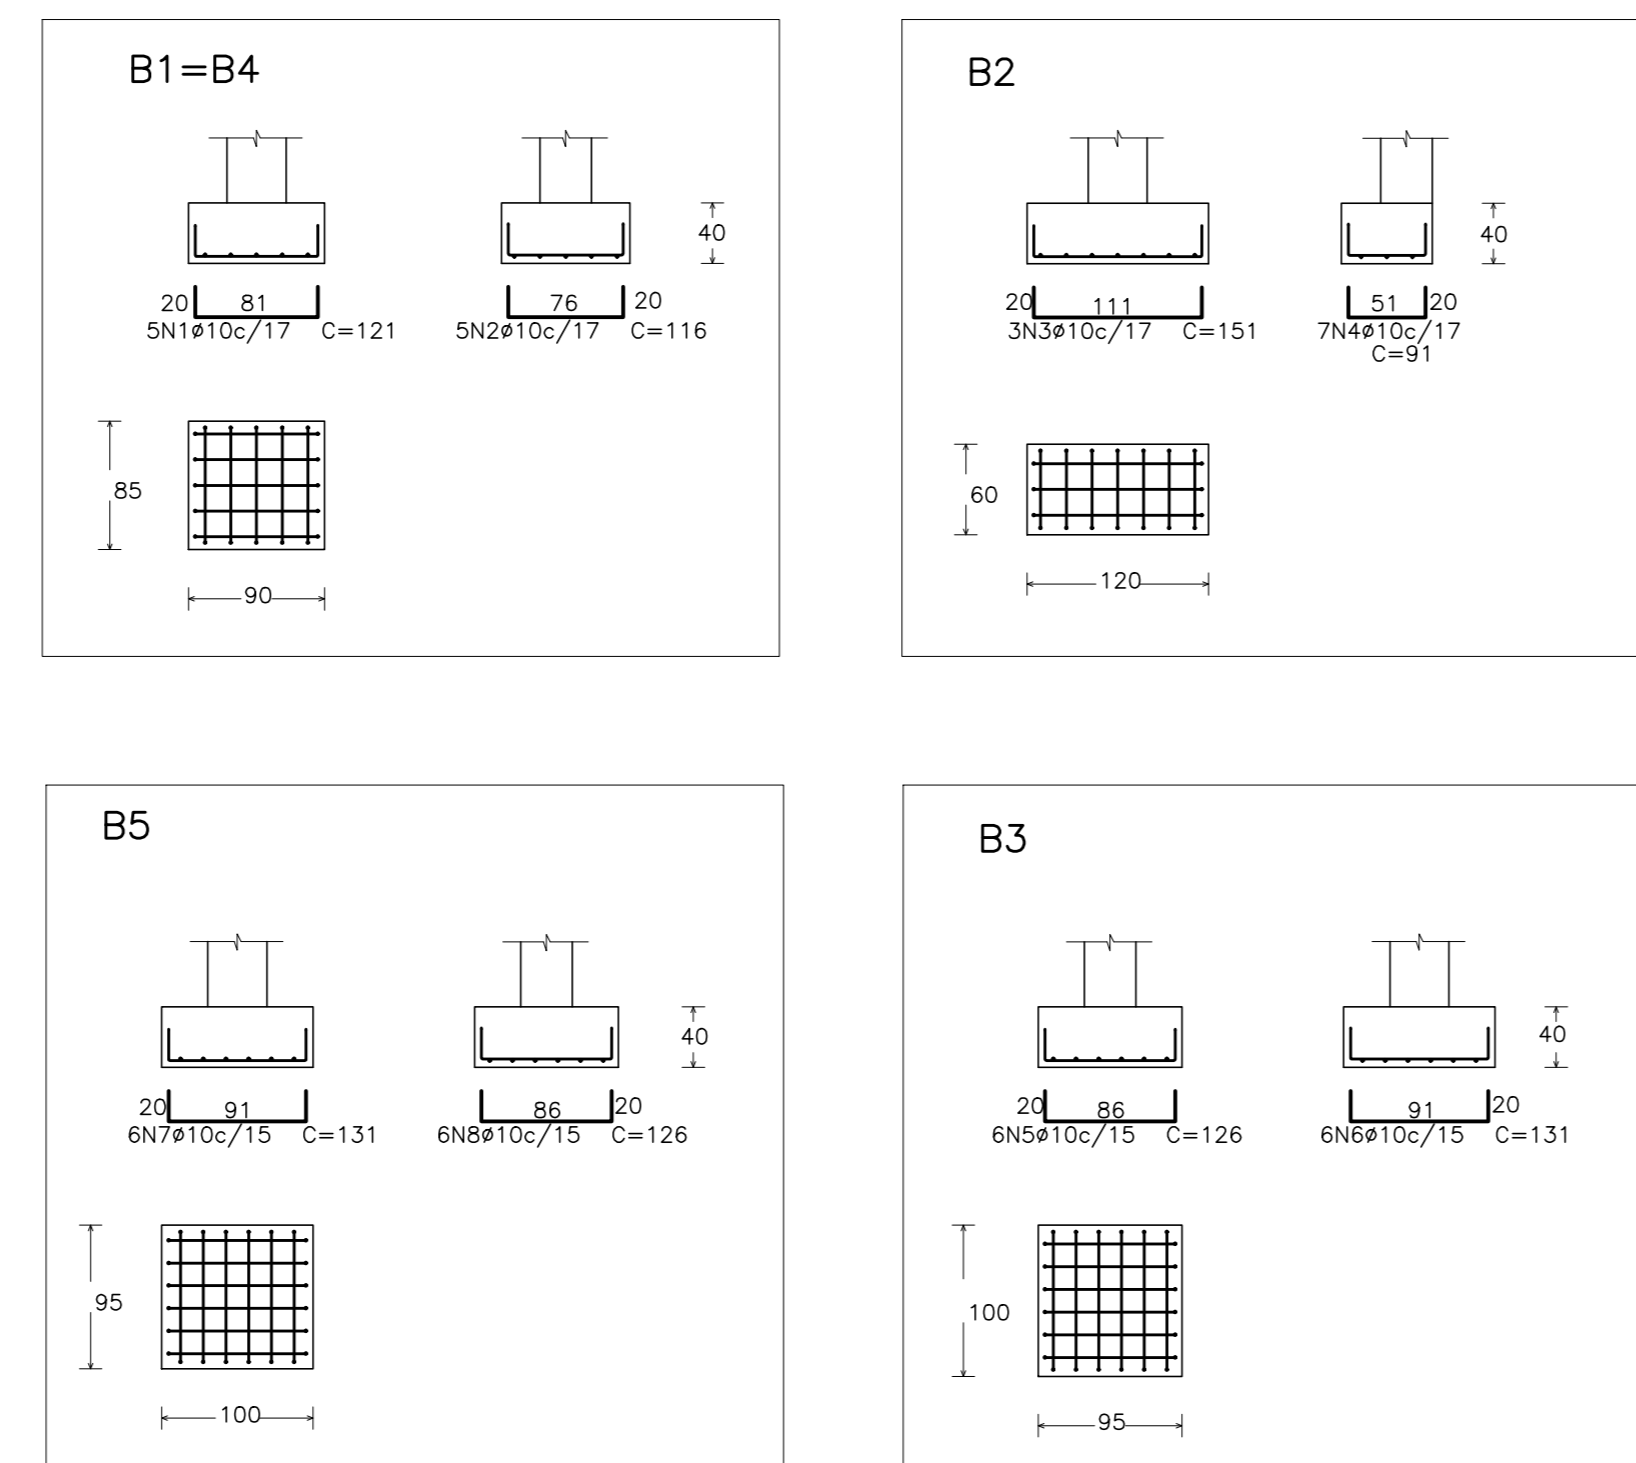 B1=B4
40
20 81
5N1ø10c/17 C=121
76 20
5N2ø10c/17 C=116
85
90
B2
40
20 111
3N3ø10c/17 C=151
51 20
7N4ø10c/17
C=91
60
120
B5
40
20 91
6N7ø10c/15 C=131
86 20
6N8ø10c/15 C=126
95
100
B3
40
20 86
6N5ø10c/15 C=126
91 20
6N6ø10c/15 C=131
100
95